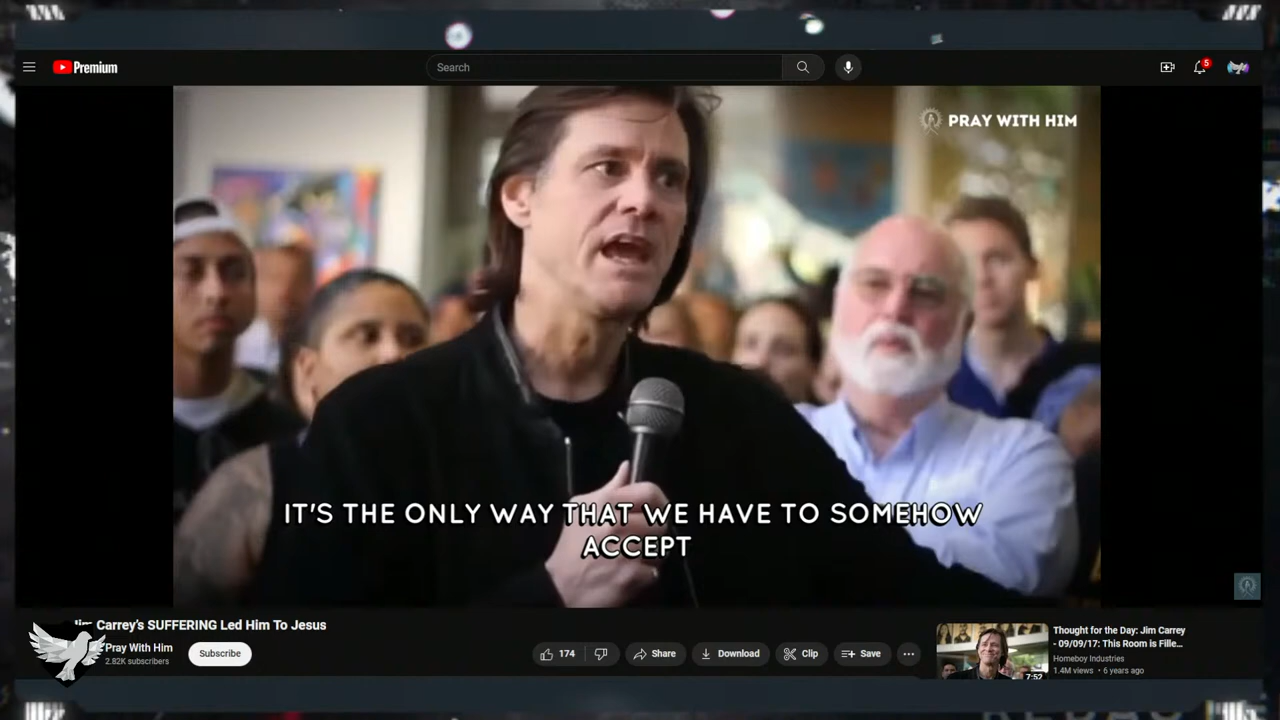 Premium
Search
5
PRAY WITH HIM
IT'S THE ONLY WAY THAT WE HAVE TO SOMEHOW
ACCEPT
Jim Carrey's SUFFERING Led Him To Jesus
Pray With Him
2.82K subscribers
Subscribe
174
Share
Download
Clip
Save
7:52
Thought for the Day: Jim Carrey
- 09/09/17: This Room is Fille...
Homeboy Industries
1.4M views • 6 years ago